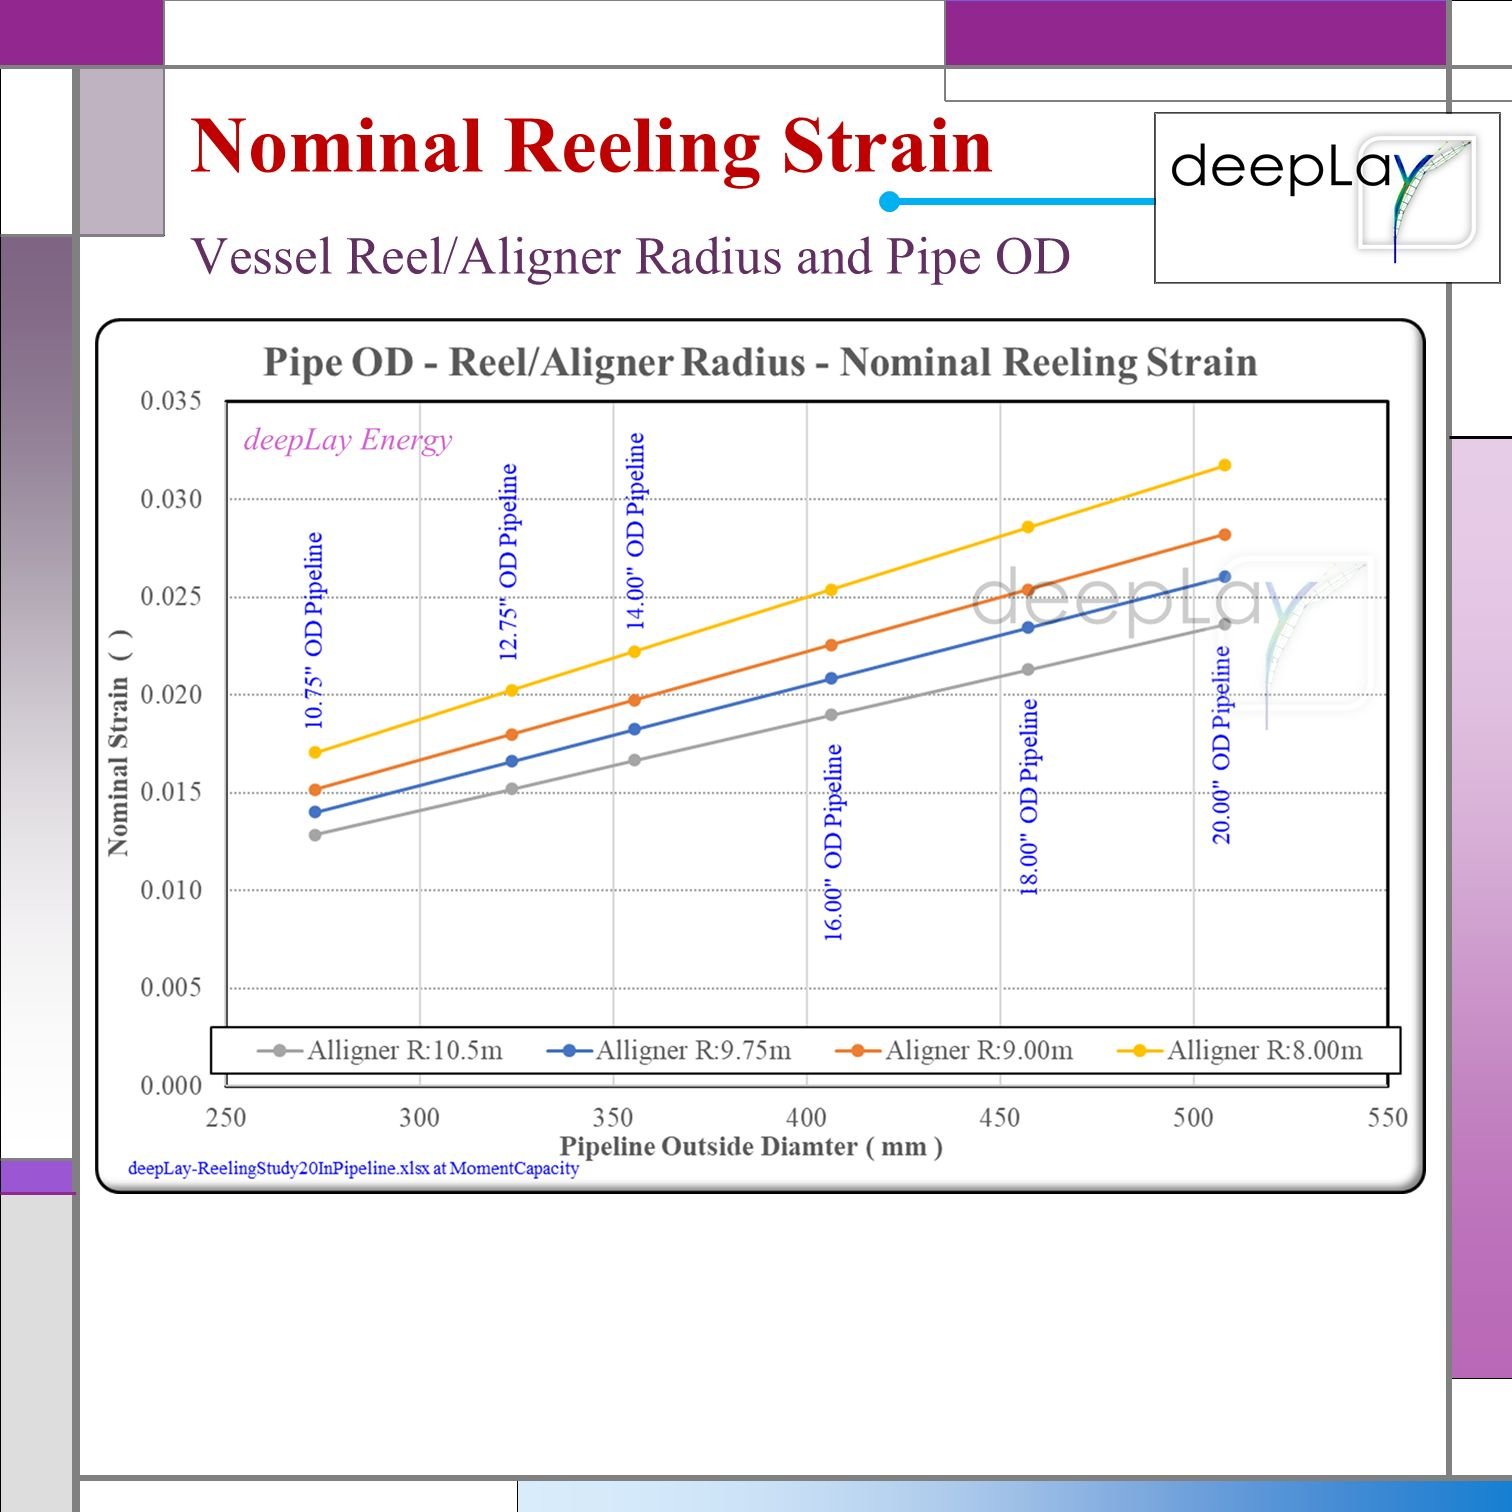 Nominal Reeling Strain
deepLay
Vessel Reel/Aligner Radius and Pipe OD
Pipe OD - Reel/Aligner Radius - Nominal Reeling Strain
deepLay Energy
0.035
0.030
0.025
0.020
0.015
0.010
0.005
0.000
Nominal Strain ( )
10.75" OD Pipeline
12.75" OD Pipeline
14.00" OD Pipeline
16.00" OD Pipeline
18.00" OD Pipeline
20.00" OD Pipeline
deepLay
Alligner R:10.5m
Alligner R:9.75m
Aligner R:9.00m
Alligner R:8.00m
250 300 350 400 450 500 550
Pipeline Outside Diamter ( mm )
deepLay-ReelingStudy20InPipeline.xlsx at MomentCapacity